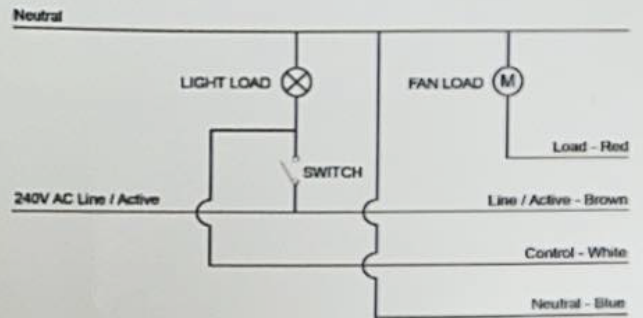 Neutral
LIGHT LOAD
FAN LOAD
M
Load - Red
SWITCH
240V AC Line / Active
Line / Active - Brown
Control - White
Neutral - Blue